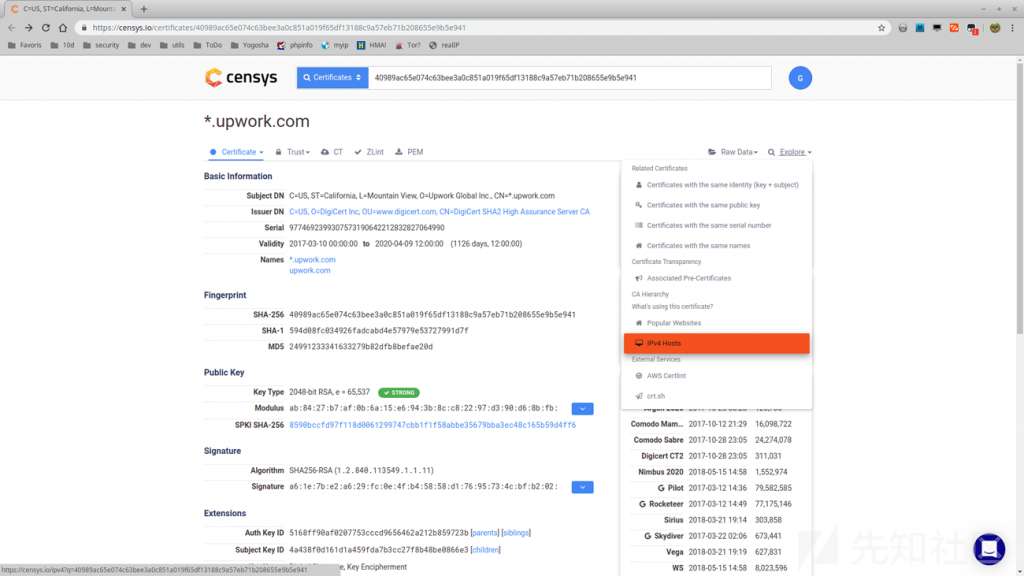 C=US, ST=California, L=Mounta
https://censys.io/certificates/40989ac65e074c63bee3a0c851a019f65df13188c9a57eb71b208655e9b5e941
Favoris 10d security dev utils ToDo Yogosha phpinfo myip HMA! Tor? realIP
censys
Certificates
40989ac65e074c63bee3a0c851a019f65df13188c9a57eb71b208655e9b5e941
G
*.upwork.com
Certificate Trust CT ZLint PEM
Raw Data Explore
Basic Information
Subject DN C=US, ST=California, L=Mountain View, O=Upwork Global Inc., CN=*.upwork.com
Issuer DN C=US, O=DigiCert Inc, OU=www.digicert.com, CN=DigiCert SHA2 High Assurance Server CA
Serial 9774692399307573190642212832827064990
Validity 2017-03-10 00:00:00 to 2020-04-09 12:00:00 (1126 days, 12:00:00)
Names *.upwork.com
upwork.com
Fingerprint
SHA-256 40989ac65e074c63bee3a0c851a019f65df13188c9a57eb71b208655e9b5e941
SHA-1 594d08fc034926fadcabd4e57979e53727991d7f
MD5 24991233341633279b82dfb8befae20d
Public Key
Key Type 2048-bit RSA, e = 65,537 STRONG
Modulus ab:84:27:b7:af:0b:6a:15:e6:94:3b:8c:c8:22:97:d3:90:d6:8b:fb:
SPKI SHA-256 8590bccfd97f118d0061299747cbb1f1f58abbe35679bba3ec48c165b59d4ff6
Signature
Algorithm SHA256-RSA (1.2.840.113549.1.1.11)
Signature a6:1e:7b:e2:a6:29:fc:0e:4f:b4:58:58:d1:76:95:73:4c:bf:b2:02:
Extensions
Auth Key ID 5168ff90af0207753cccd9656462a212b859723b [parents] [siblings]
Subject Key ID 4a438f0d161d1a459fda7b3cc27f8b48be0866e3 [children]
Key Encipherment
Related Certificates
Certificates with the same identity (key + subject)
Certificates with the same public key
Certificates with the same serial number
Certificates with the same names
Certificate Transparency
Associated Pre-Certificates
CA Hierarchy
What's using this certificate?
Popular Websites
IPv4 Hosts
External Services
AWS Certlint
crt.sh
Comodo Mam... 2017-10-12 21:29 16,098,722
Comodo Sabre 2017-10-28 23:05 24,274,078
Digicert CT2 2017-10-28 23:05 311,031
Nimbus 2020 2018-05-15 14:58 1,552,974
G Pilot 2017-03-12 14:36 79,582,585
G Rocketeer 2017-03-12 14:49 77,175,146
Sirius 2018-03-21 19:14 303,858
G Skydiver 2017-03-22 02:06 673,441
Vega 2018-03-21 19:19 627,831
WS 2018-05-15 14:58 8,023,596
https://censys.io/ipv4?q=40989ac65e074c63bee3a0c851a019f65df13188c9a57eb71b208655e9b5e941
先知社